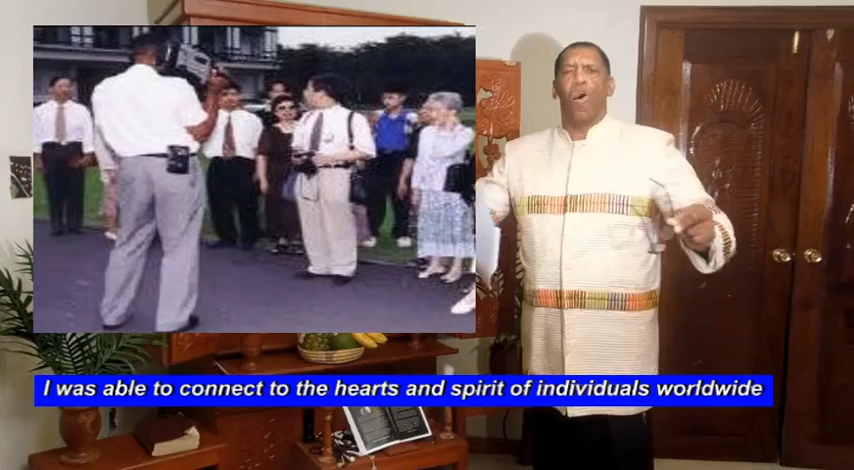 I was able to connect to the hearts and spirit of individuals worldwide